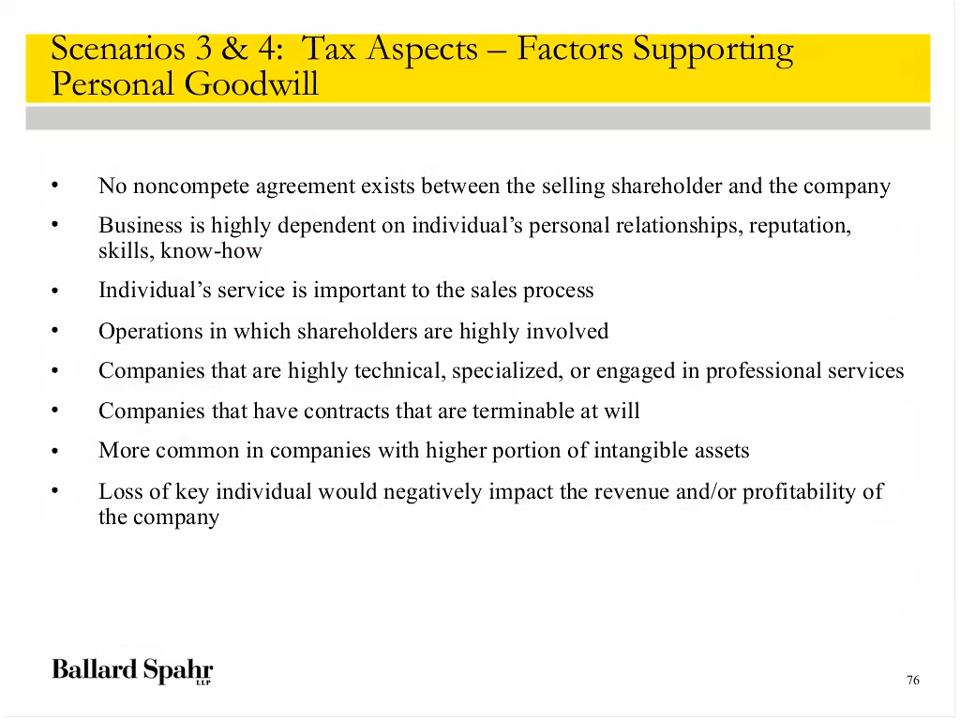 Scenarios 3 & 4:  Tax Aspects – Factors Supporting
Personal Goodwill
• No noncompete agreement exists between the selling shareholder and the company
• Business is highly dependent on individual’s personal relationships, reputation,
skills, know-how
• Individual’s service is important to the sales process
• Operations in which shareholders are highly involved
• Companies that are highly technical, specialized, or engaged in professional services
• Companies that have contracts that are terminable at will
• More common in companies with higher portion of intangible assets
• Loss of key individual would negatively impact the revenue and/or profitability of
the company
Ballard Spahr
LLP
76